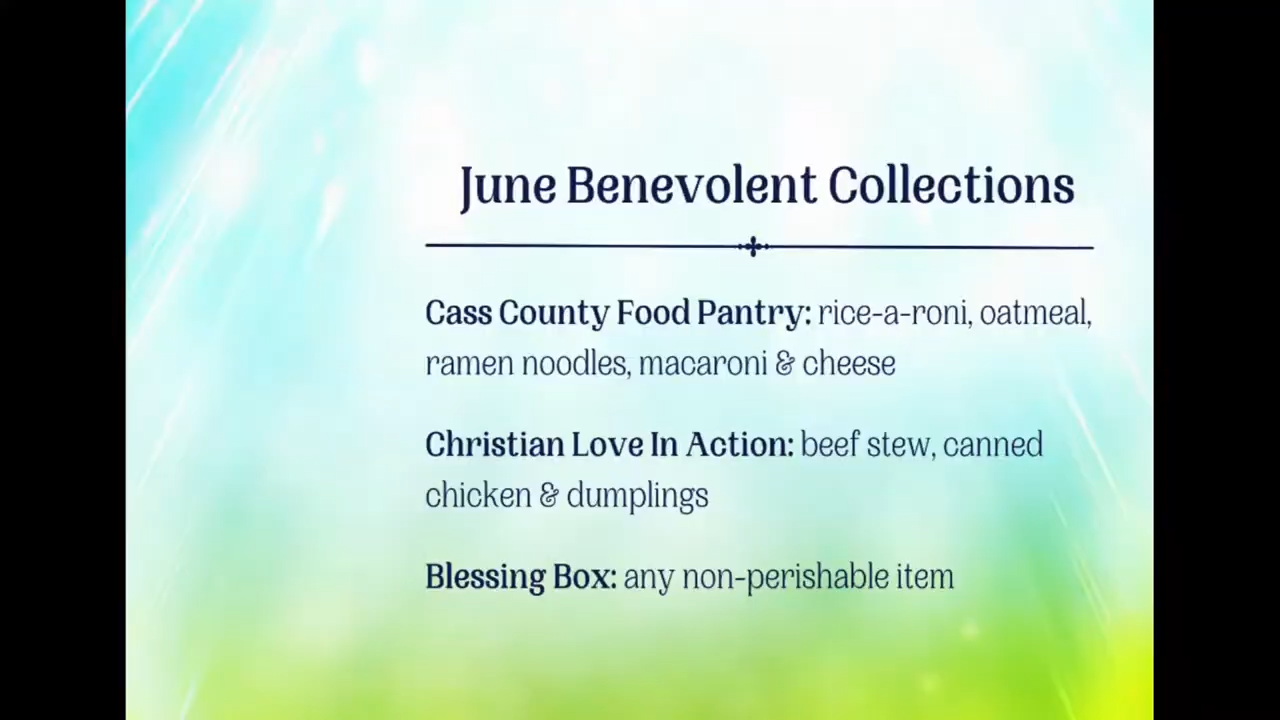 June Benevolent Collections
Cass County Food Pantry: rice-a-roni, oatmeal,
ramen noodles, macaroni & cheese
Christian Love In Action: beef stew, canned
chicken & dumplings
Blessing Box: any non-perishable item